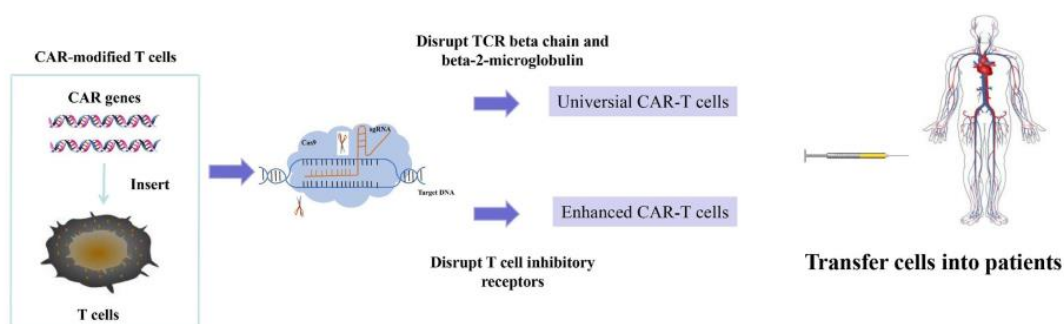 CAR-modified T cells
CAR genes
Insert
T cells
Cas9
sgRNA
Target DNA
Disrupt TCR beta chain and
beta-2-microglobulin
Universial CAR-T cells
Enhanced CAR-T cells
Disrupt T cell inhibitory
receptors
Transfer cells into patients